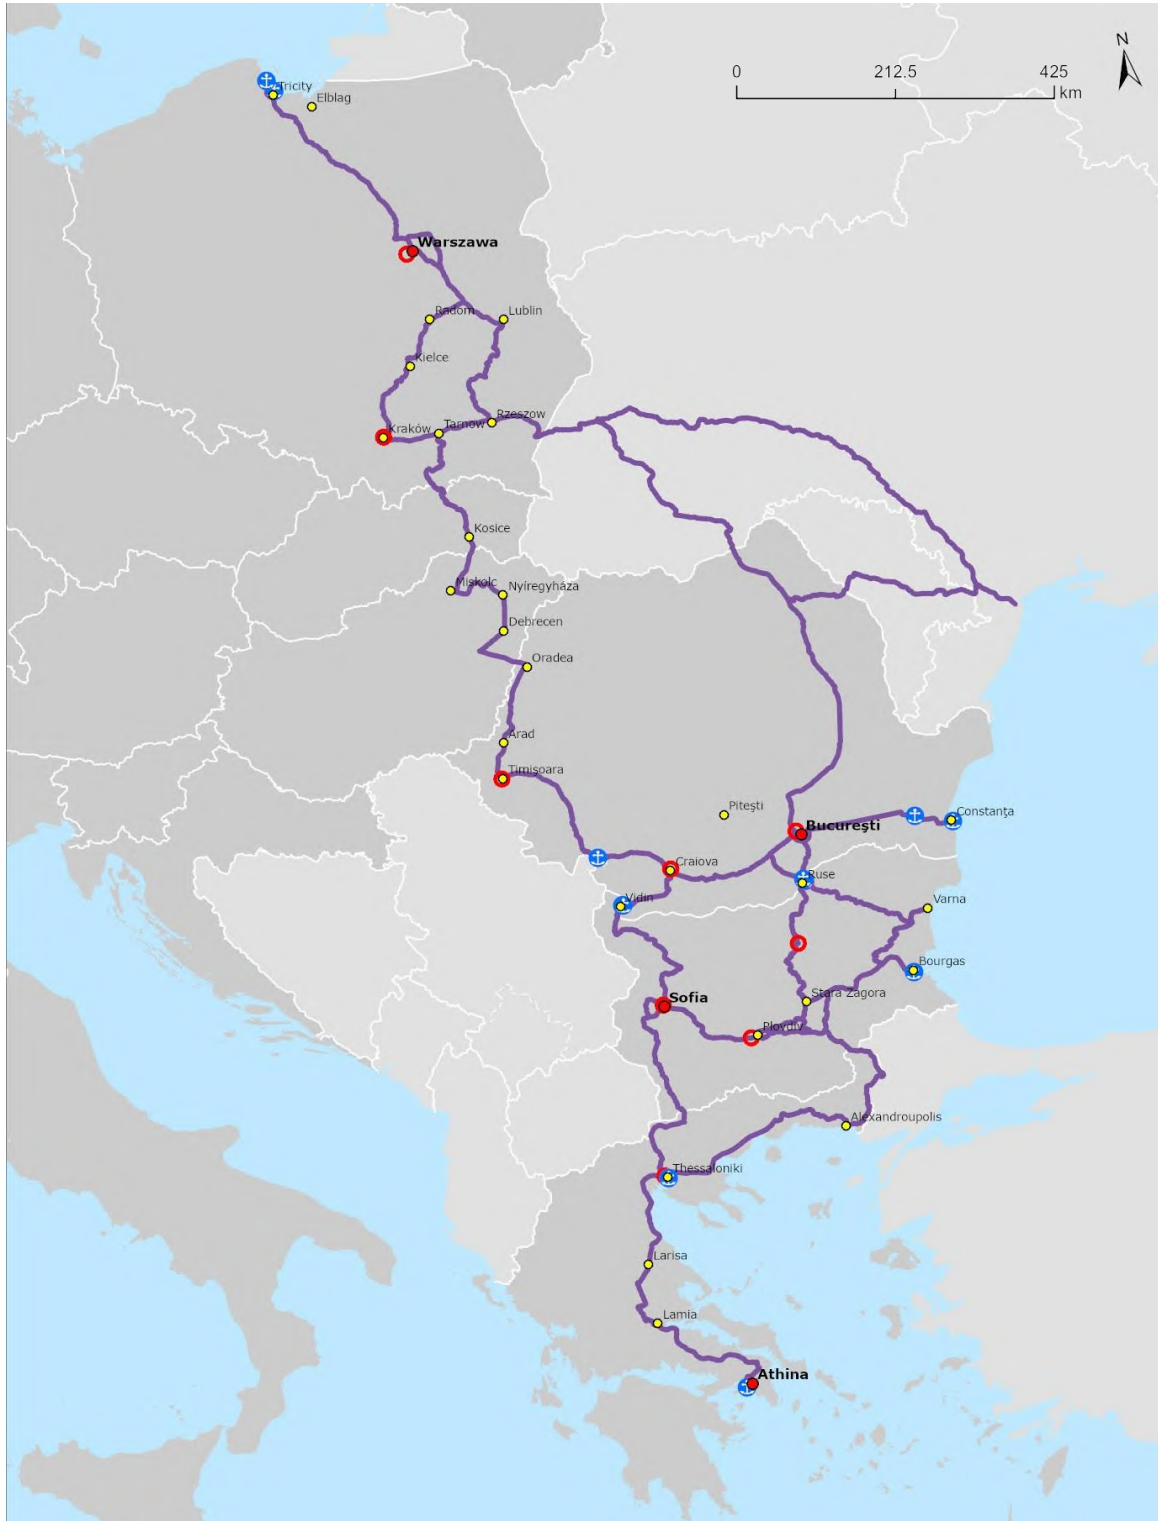 N
0 212.5 425
km
Tricity
Elblag
Warszawa
Radom
Lublin
Kielce
Rzeszow
Kraków
Tarnow
Kosice
Miskolc
Nyíregyháza
Debrecen
Oradea
Arad
Timişoara
Piteşti
Constanţa
Bucureşti
Craiova
Ruse
Vidin
Varna
Bourgas
Sofia
Stara Zagora
Plovdiv
Alexandroupolis
Thessaloniki
Larisa
Lamia
Athina